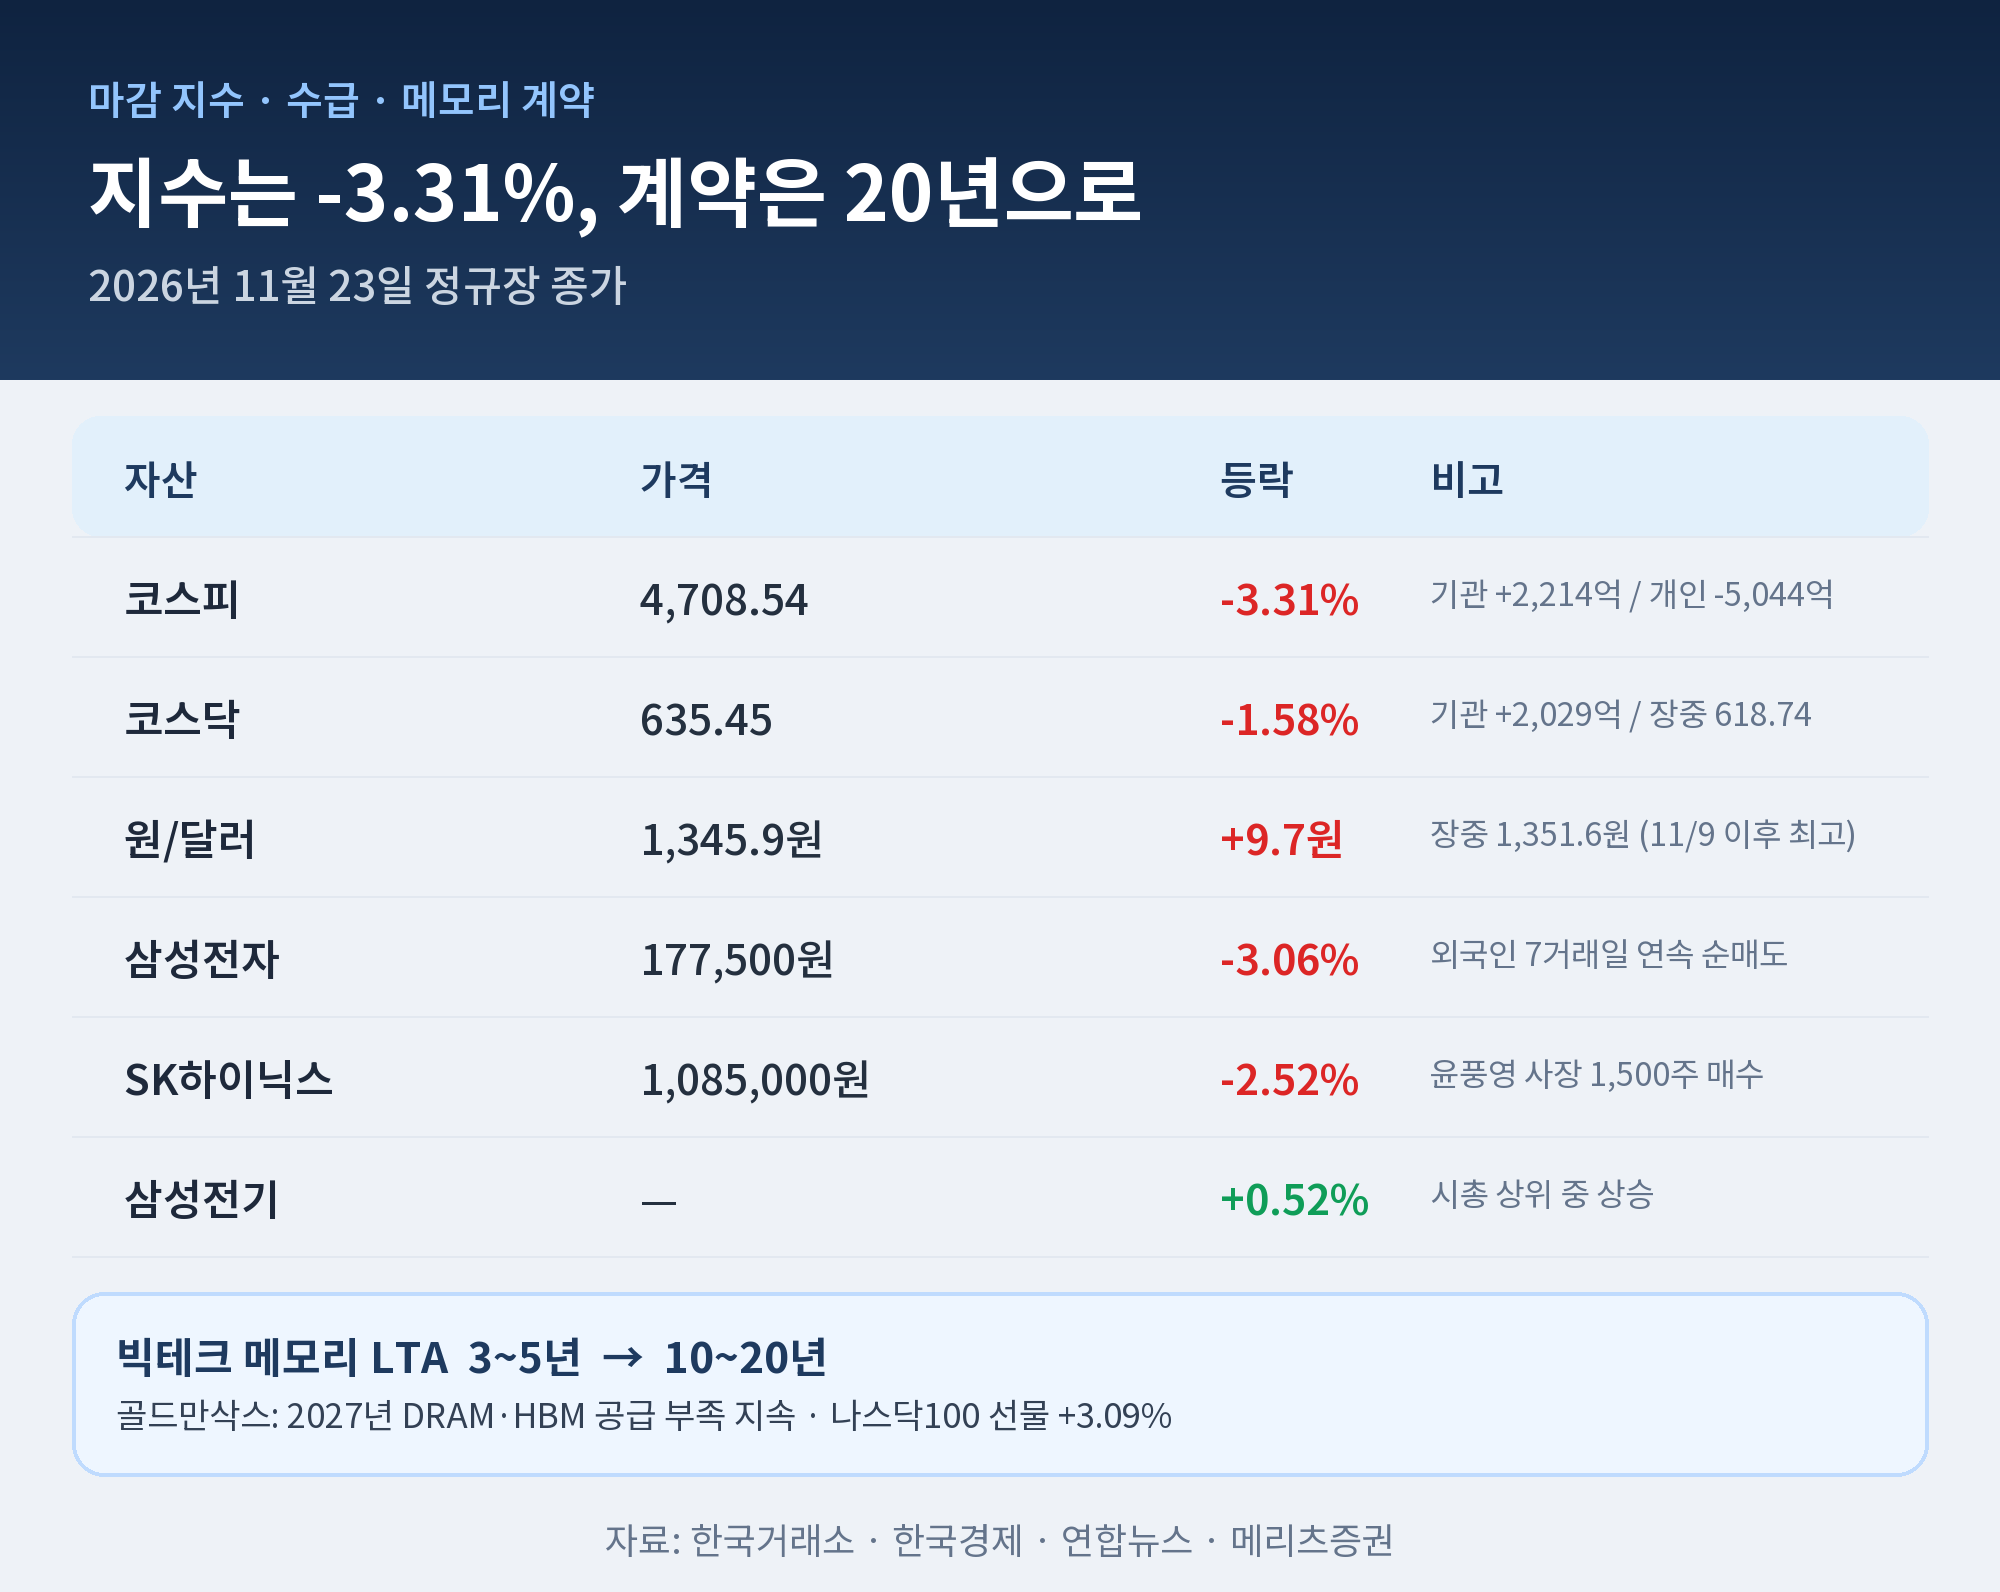 마감 지수 · 수급 · 메모리 계약
지수는 -3.31%, 계약은 20년으로
2026년 11월 23일 정규장 종가
자산 가격 등락 비고
코스피 4,708.54 -3.31% 기관 +2,214억 / 개인 -5,044억
코스닥 635.45 -1.58% 기관 +2,029억 / 장중 618.74
원/달러 1,345.9원 +9.7원 장중 1,351.6원 (11/9 이후 최고)
삼성전자 177,500원 -3.06% 외국인 7거래일 연속 순매도
SK하이닉스 1,085,000원 -2.52% 윤풍영 사장 1,500주 매수
삼성전기 — +0.52% 시총 상위 중 상승
빅테크 메모리 LTA 3~5년 → 10~20년
골드만삭스: 2027년 DRAM·HBM 공급 부족 지속 · 나스닥100 선물 +3.09%
자료: 한국거래소 · 한국경제 · 연합뉴스 · 메리츠증권